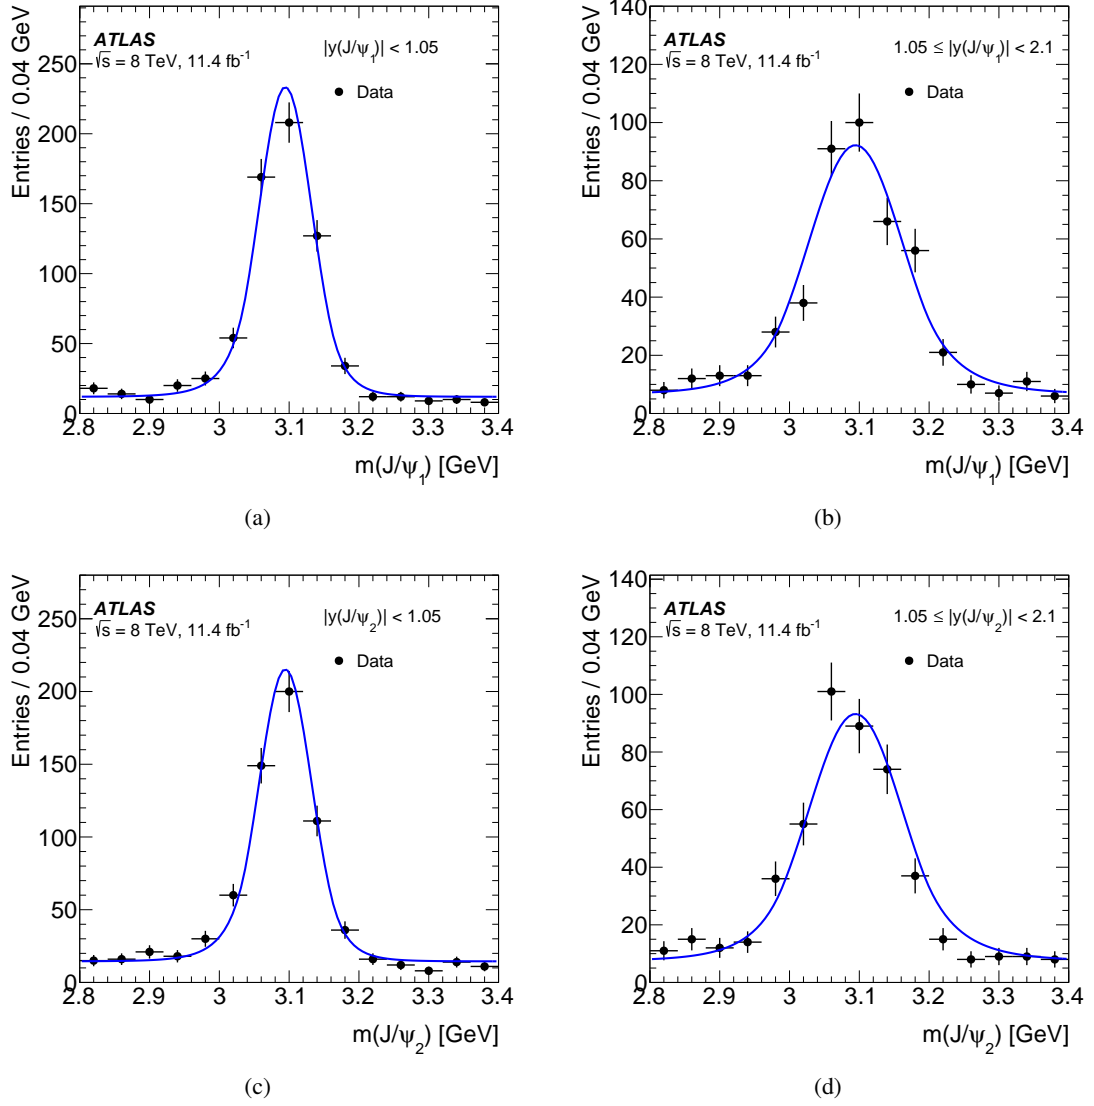 ATLAS
√s = 8 TeV, 11.4 fb⁻¹
|y(J/ψ₁)| < 1.05
Data
Entries / 0.04 GeV
250
200
150
100
50
0
2.8 2.9 3 3.1 3.2 3.3 3.4
m(J/ψ₁) [GeV]
(a)
ATLAS
√s = 8 TeV, 11.4 fb⁻¹
1.05 ≤ |y(J/ψ₁)| < 2.1
Data
Entries / 0.04 GeV
140
120
100
80
60
40
20
0
2.8 2.9 3 3.1 3.2 3.3 3.4
m(J/ψ₁) [GeV]
(b)
ATLAS
√s = 8 TeV, 11.4 fb⁻¹
|y(J/ψ₂)| < 1.05
Data
Entries / 0.04 GeV
250
200
150
100
50
0
2.8 2.9 3 3.1 3.2 3.3 3.4
m(J/ψ₂) [GeV]
(c)
ATLAS
√s = 8 TeV, 11.4 fb⁻¹
1.05 ≤ |y(J/ψ₂)| < 2.1
Data
Entries / 0.04 GeV
140
120
100
80
60
40
20
0
2.8 2.9 3 3.1 3.2 3.3 3.4
m(J/ψ₂) [GeV]
(d)